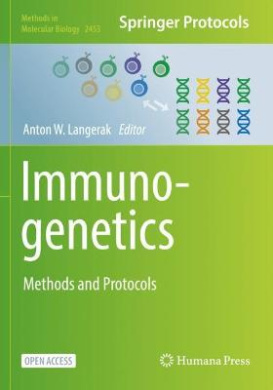 Methods in
Molecular Biology 2453
Springer Protocols
Anton W. Langerak Editor
Immuno-
genetics
Methods and Protocols
OPEN ACCESS
Humana Press